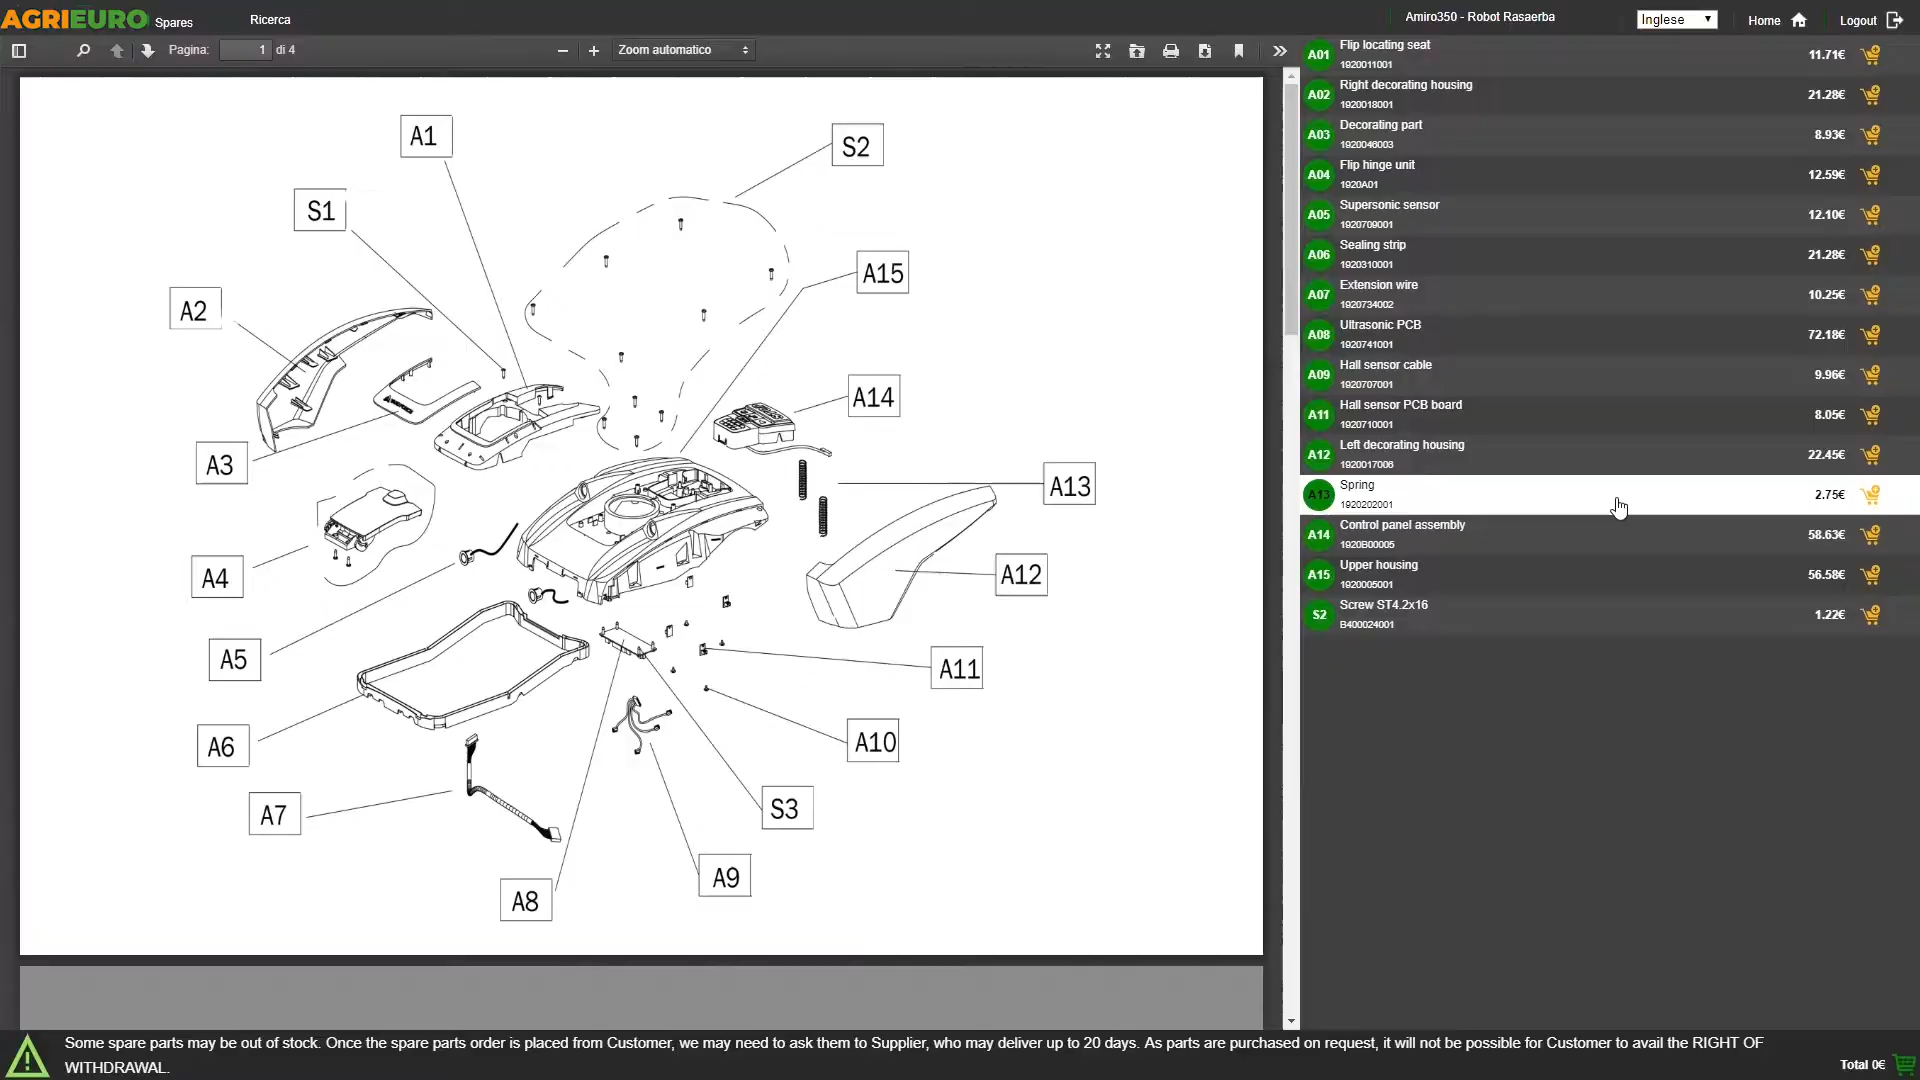 AGRIEURO Spares
Ricerca
Amiro350 - Robot Rasaerba
Inglese
Home
Logout
Pagina:
1
di 4
Zoom automatico
A1
S2
S1
A15
A2
A14
A3
A13
A4
A12
A5
A11
A6
A10
A7
S3
A9
A8
A01
Flip locating seat
1920011001
11.71€
A02
Right decorating housing
1920018001
21.28€
A03
Decorating part
1920046003
8.93€
A04
Flip hinge unit
1920A01
12.59€
A05
Supersonic sensor
1920709001
12.10€
A06
Sealing strip
1920310001
21.28€
A07
Extension wire
1920734002
10.25€
A08
Ultrasonic PCB
1920741001
72.18€
A09
Hall sensor cable
1920707001
9.96€
A11
Hall sensor PCB board
1920710001
8.05€
A12
Left decorating housing
1920017006
22.45€
A13
Spring
1920202001
2.75€
A14
Control panel assembly
1920B00005
58.63€
A15
Upper housing
1920005001
56.58€
S2
Screw ST4.2x16
B400024001
1.22€
Some spare parts may be out of stock. Once the spare parts order is placed from Customer, we may need to ask them to Supplier, who may deliver up to 20 days. As parts are purchased on request, it will not be possible for Customer to avail the RIGHT OF
WITHDRAWAL.
Total 0€